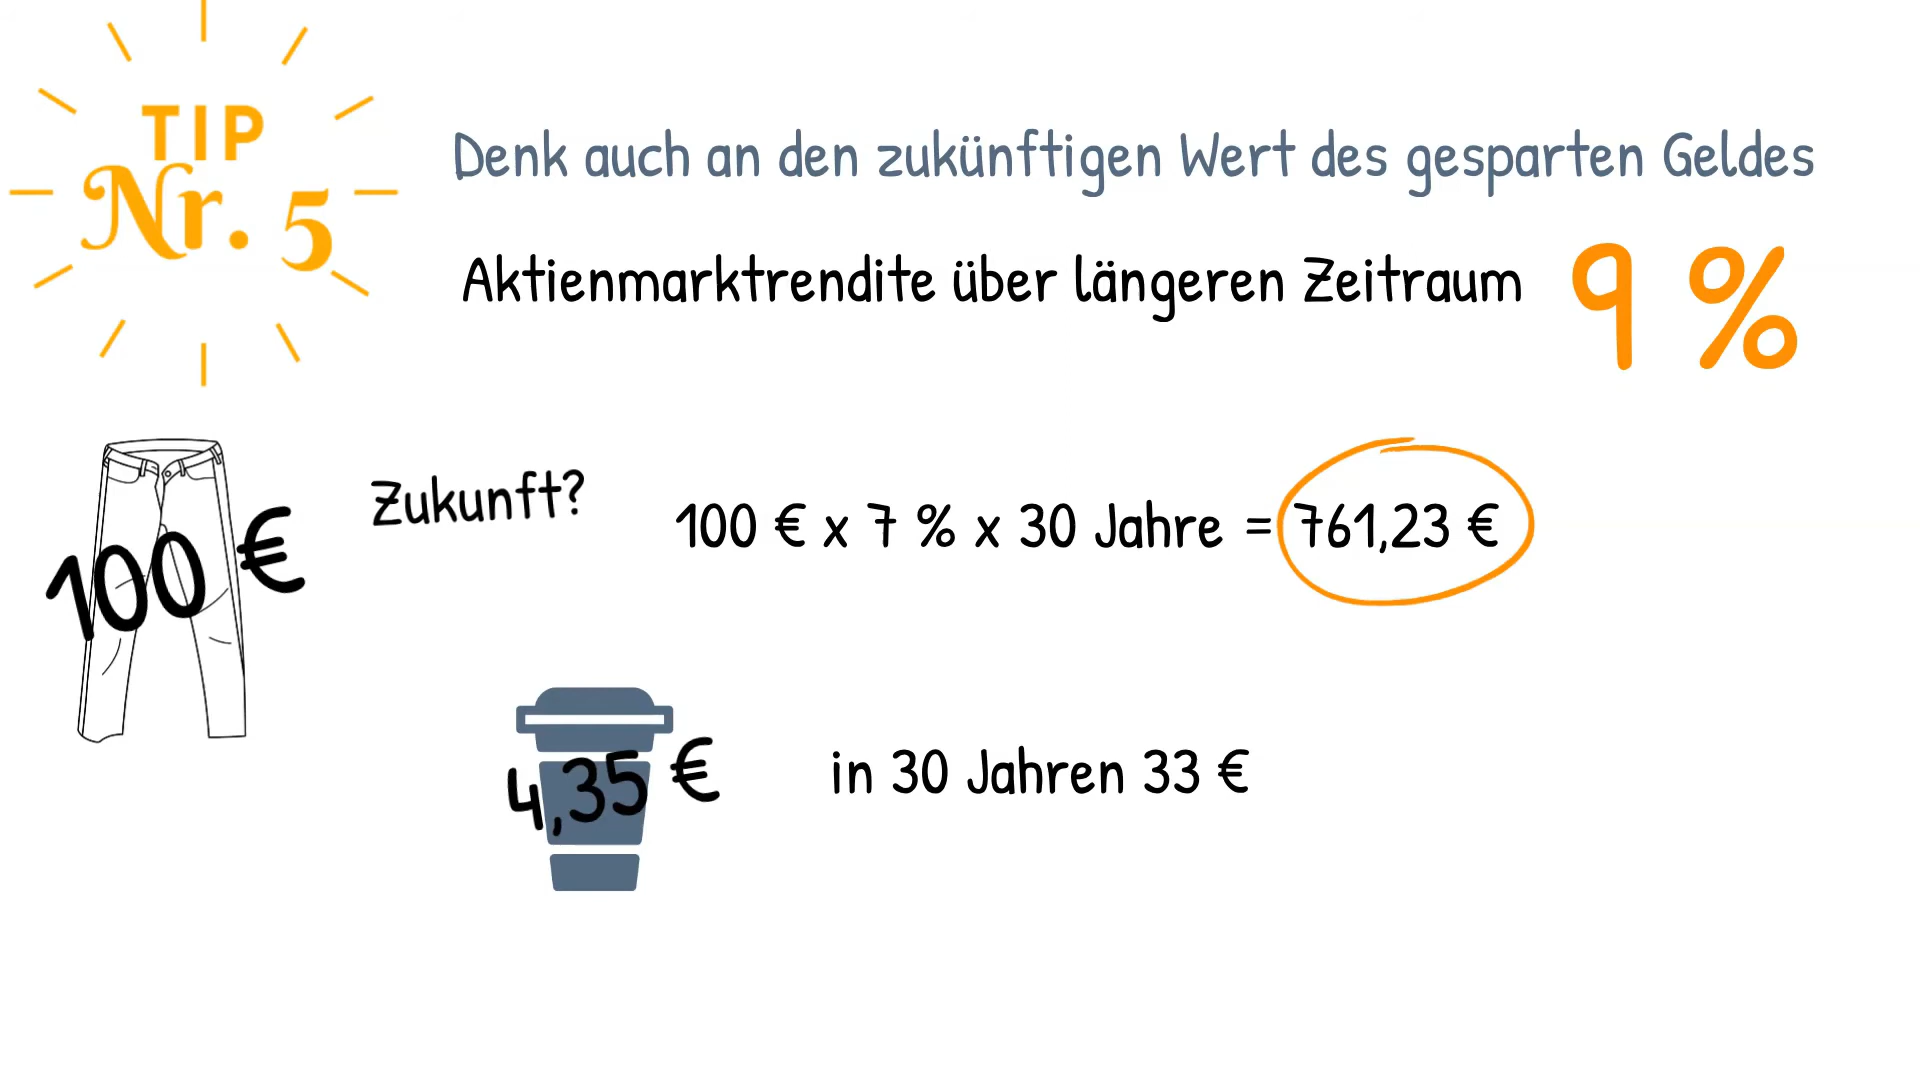 TIP
Nr. 5
Denk auch an den zukünftigen Wert des gesparten Geldes
Aktienmarktrendite über längeren Zeitraum 9 %
100 €
Zukunft?
100 € x 7 % x 30 Jahre = 761,23 €
4,35 €
in 30 Jahren 33 €